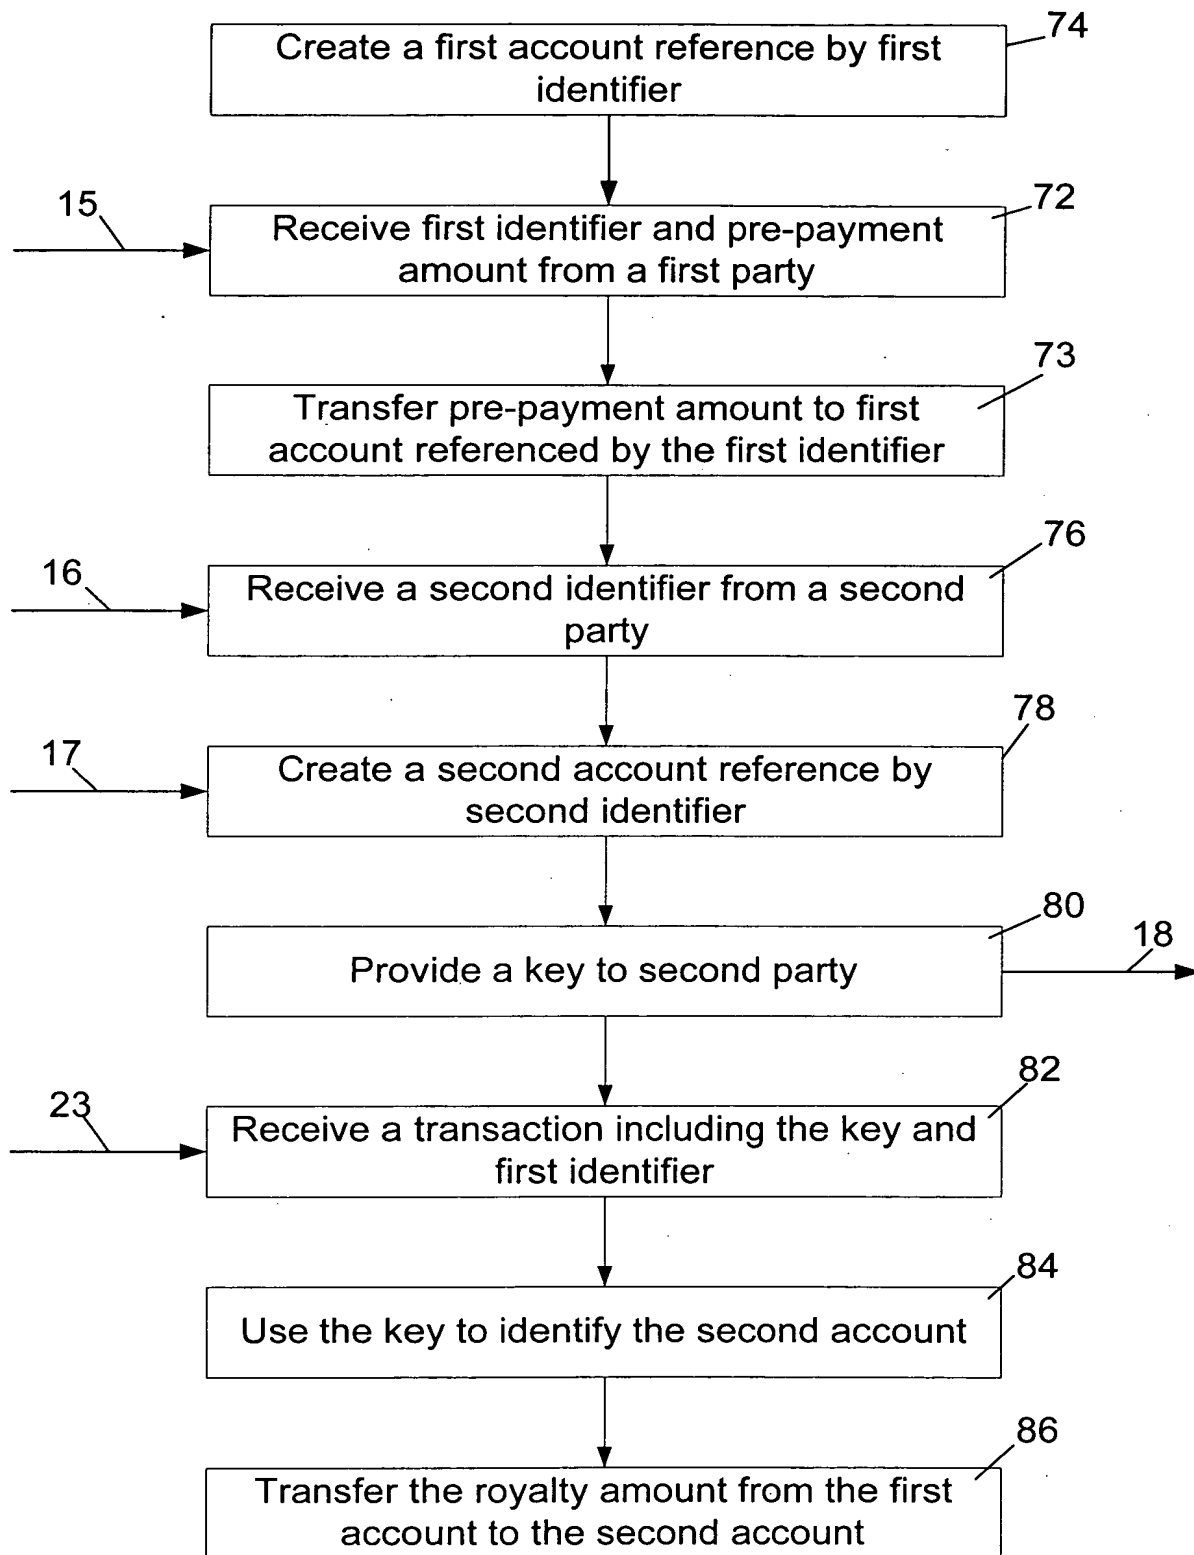 Create a first account reference by first
identifier
74
15
Receive first identifier and pre-payment
amount from a first party
72
Transfer pre-payment amount to first
account referenced by the first identifier
73
16
Receive a second identifier from a second
party
76
17
Create a second account reference by
second identifier
78
Provide a key to second party
80
18
23
Receive a transaction including the key and
first identifier
82
Use the key to identify the second account
84
Transfer the royalty amount from the first
account to the second account
86